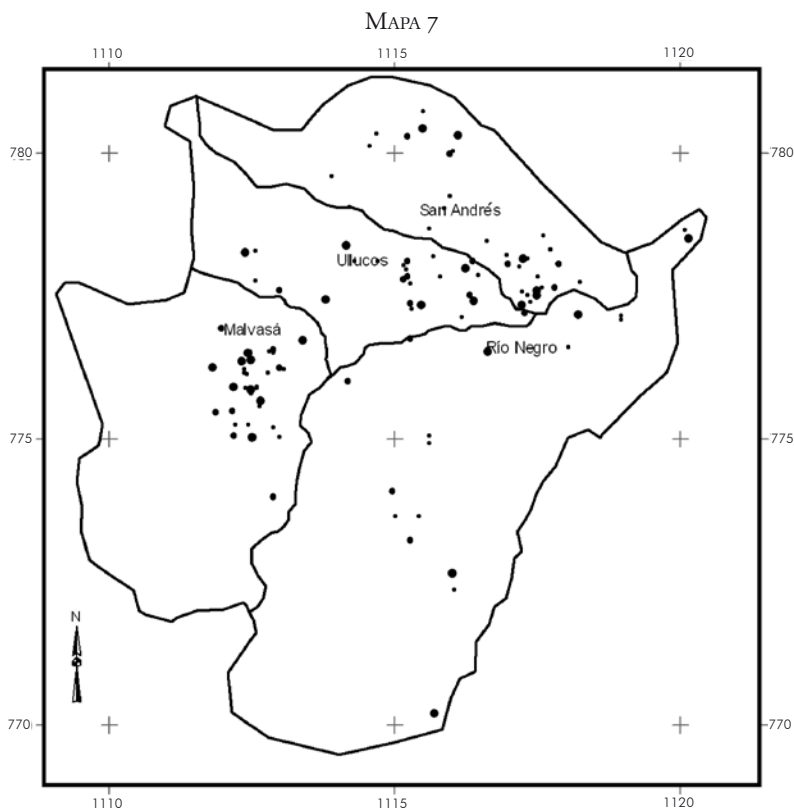 MAPA 7
1110 1115 1120
780 780
San Andrés
Ullucos
Malvasá
Río Negro
775 775
N
770 770
1110 1115 1120